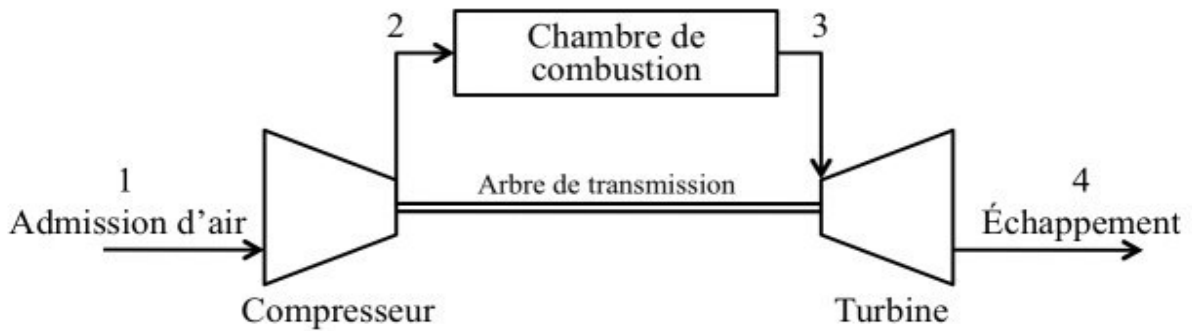 2
Chambre de
combustion
3
1
Admission d’air
Arbre de transmission
4
Échappement
Compresseur
Turbine